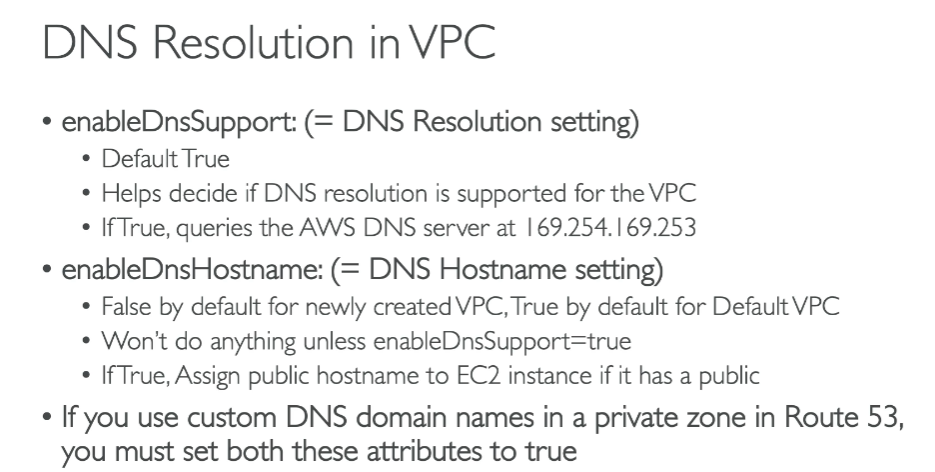 DNS Resolution in VPC
• enableDnsSupport: (= DNS Resolution setting)
• Default True
• Helps decide if DNS resolution is supported for the VPC
• If True, queries the AWS DNS server at 169.254.169.253
• enableDnsHostname: (= DNS Hostname setting)
• False by default for newly created VPC, True by default for Default VPC
• Won't do anything unless enableDnsSupport=true
• If True, Assign public hostname to EC2 instance if it has a public
• If you use custom DNS domain names in a private zone in Route 53,
you must set both these attributes to true